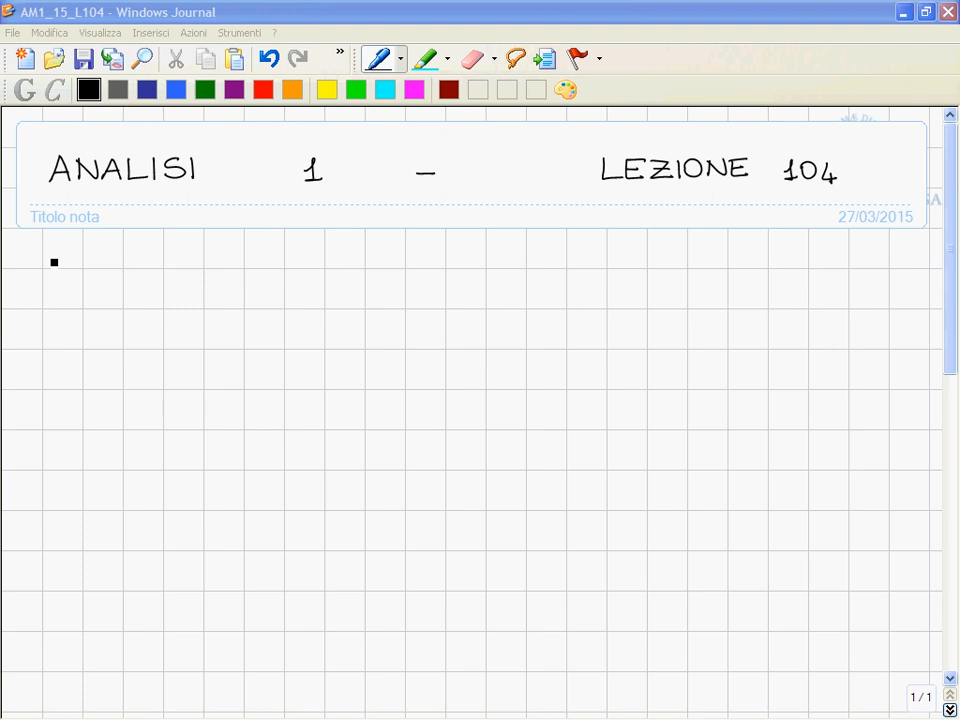 AM1_15_L104 - Windows Journal
File Modifica Visualizza Inserisci Azioni Strumenti ?
»
G C
ANALISI 1 - LEZIONE 104
Titolo nota 27/03/2015
1 / 1